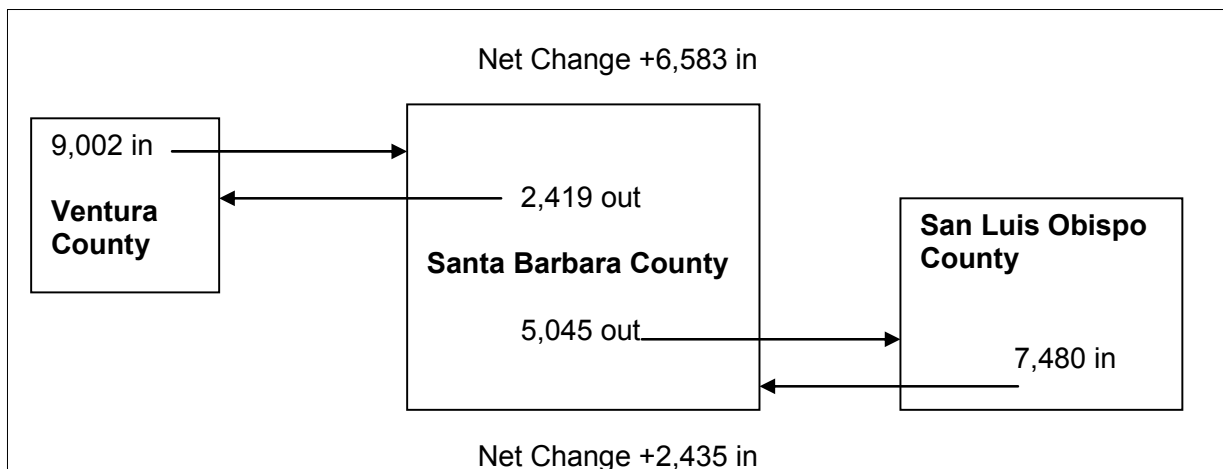 Net Change +6,583 in
9,002 in
Ventura
County
2,419 out
Santa Barbara County
5,045 out
San Luis Obispo
County
7,480 in
Net Change +2,435 in